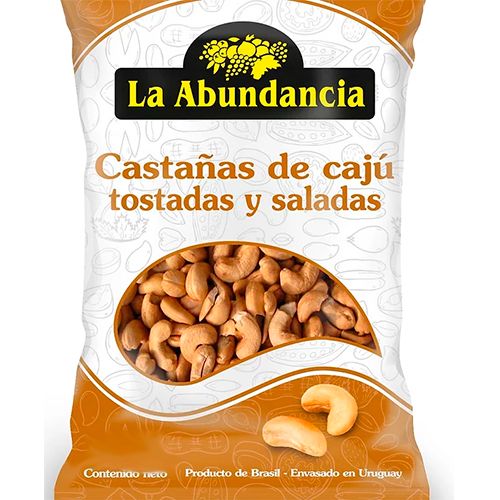 La Abundancia
Castañas de cajú
tostadas y saladas
Contenido neto
Producto de Brasil - Envasado en Uruguay